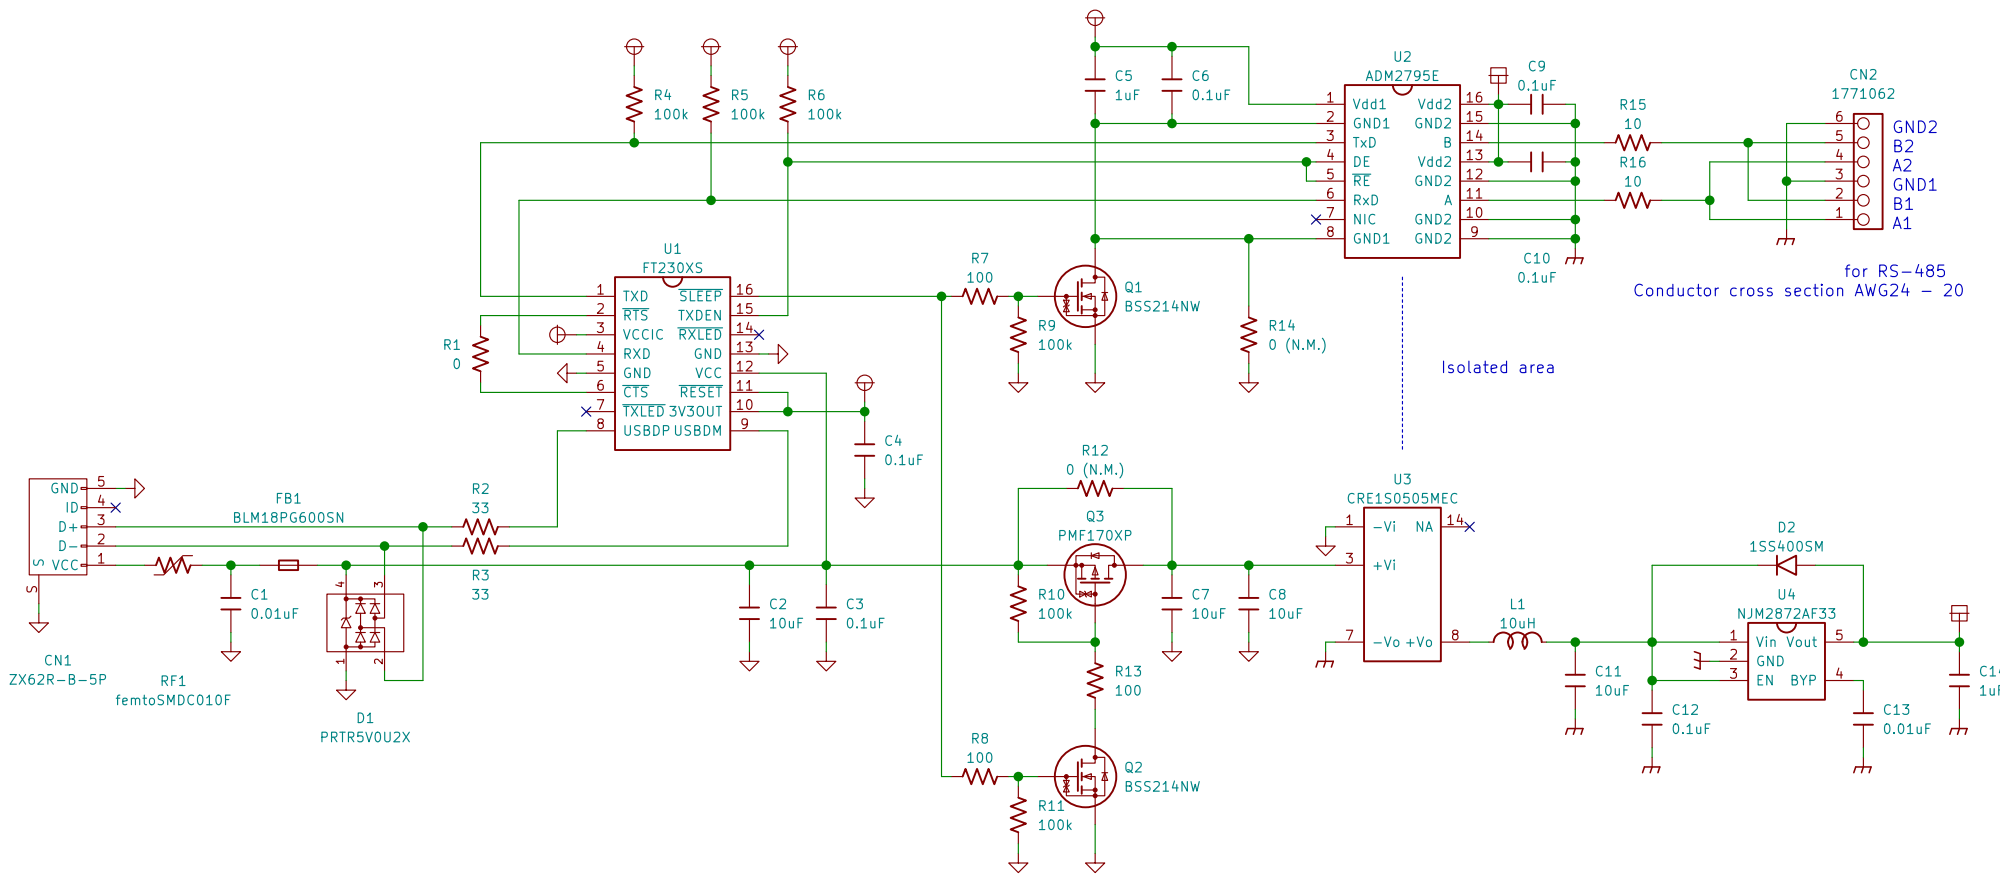 R4
100k
R5
100k
R6
100k
C5
1uF
C6
0.1uF
U2
ADM2795E
1 Vdd1 Vdd2 16
2 GND1 GND2 15
3 TxD B 14
4 DE Vdd2 13
5 RE GND2 12
6 RxD A 11
7 NIC GND2 10
8 GND1 GND2 9
C9
0.1uF
C10
0.1uF
R15
10
R16
10
CN2
1771062
6 GND2
5 B2
4 A2
3 GND1
2 B1
1 A1
for RS-485
Conductor cross section AWG24 - 20
U1
FT230XS
1 TXD SLEEP 16
2 RTS TXDEN 15
3 VCCIC RXLED 14
4 RXD GND 13
5 GND VCC 12
6 CTS RESET 11
7 TXLED 3V3OUT 10
8 USBDP USBDM 9
R1
0
R7
100
R9
100k
Q1
BSS214NW
R14
0 (N.M.)
Isolated area
C4
0.1uF
GND 5
ID 4
D+ 3
D- 2
VCC 1
S
S
CN1
ZX62R-B-5P
RF1
femtoSMDC010F
FB1
BLM18PG600SN
C1
0.01uF
4
3
1
2
D1
PRTR5V0U2X
R2
33
R3
33
C2
10uF
C3
0.1uF
R12
0 (N.M.)
Q3
PMF170XP
R10
100k
C7
10uF
C8
10uF
R13
100
R8
100
R11
100k
Q2
BSS214NW
U3
CRE1S0505MEC
1 -Vi NA 14
3 +Vi
7 -Vo +Vo 8
L1
10uH
C11
10uF
C12
0.1uF
D2
1SS400SM
U4
NJM2872AF33
1 Vin Vout 5
2 GND
3 EN BYP 4
C13
0.01uF